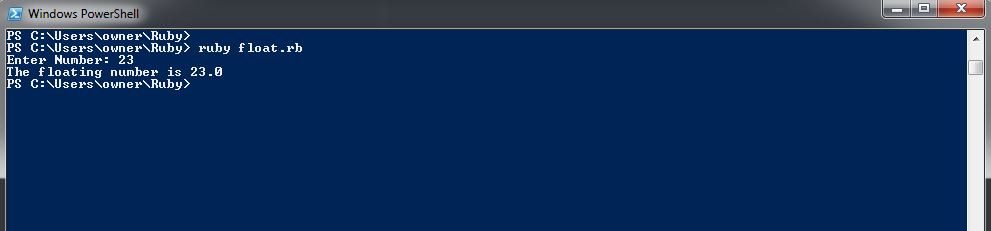 Windows PowerShell
PS C:\Users\owner\Ruby>
PS C:\Users\owner\Ruby> ruby float.rb
Enter Number: 23
The floating number is 23.0
PS C:\Users\owner\Ruby>